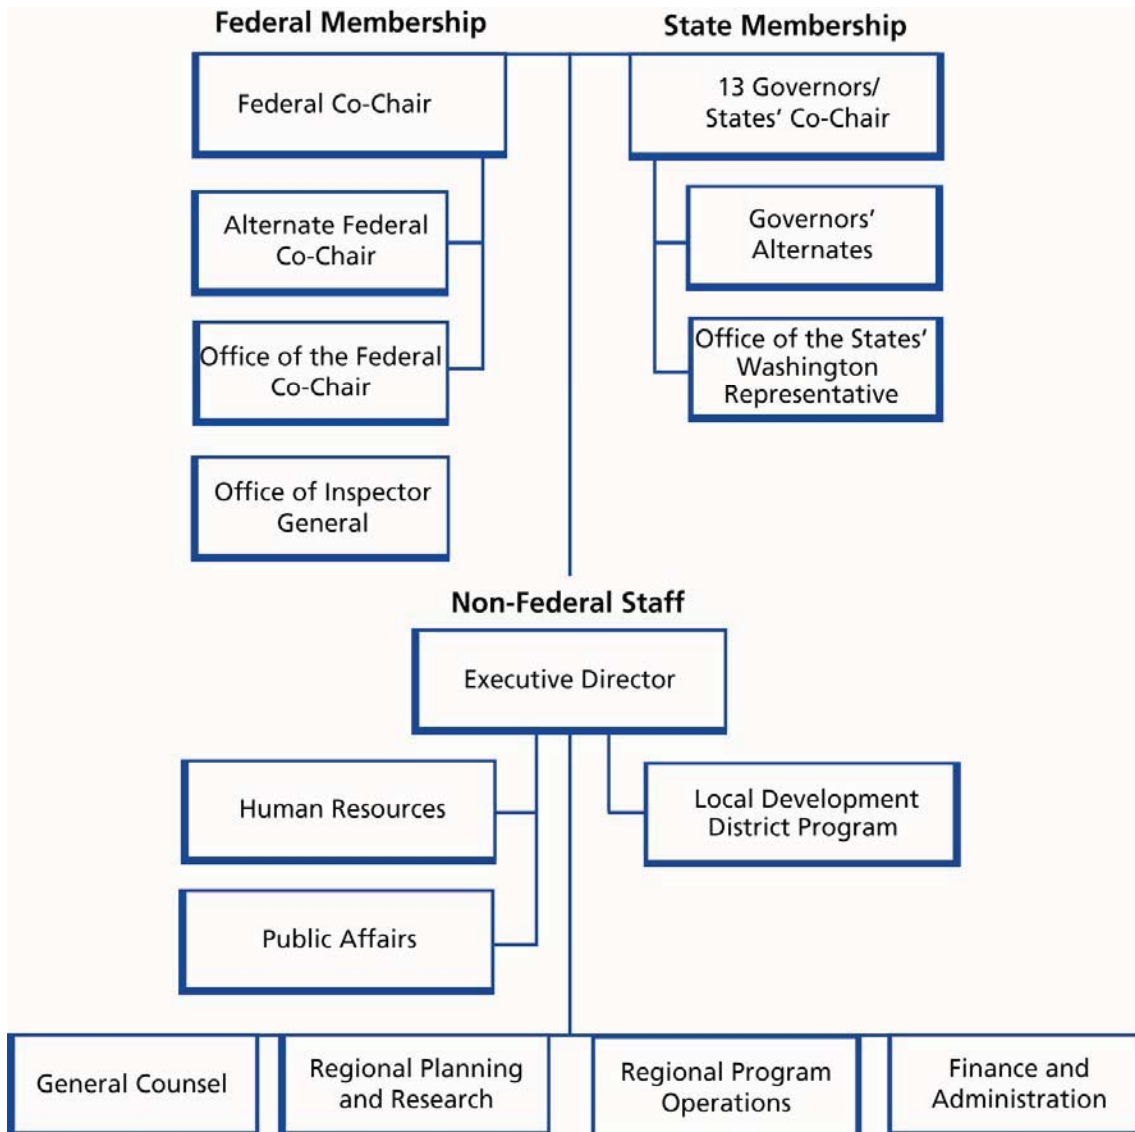 Federal Membership
State Membership
Federal Co-Chair
13 Governors/
States’ Co-Chair
Alternate Federal
Co-Chair
Governors’
Alternates
Office of the Federal
Co-Chair
Office of the States’
Washington
Representative
Office of Inspector
General
Non-Federal Staff
Executive Director
Human Resources
Local Development
District Program
Public Affairs
General Counsel
Regional Planning
and Research
Regional Program
Operations
Finance and
Administration